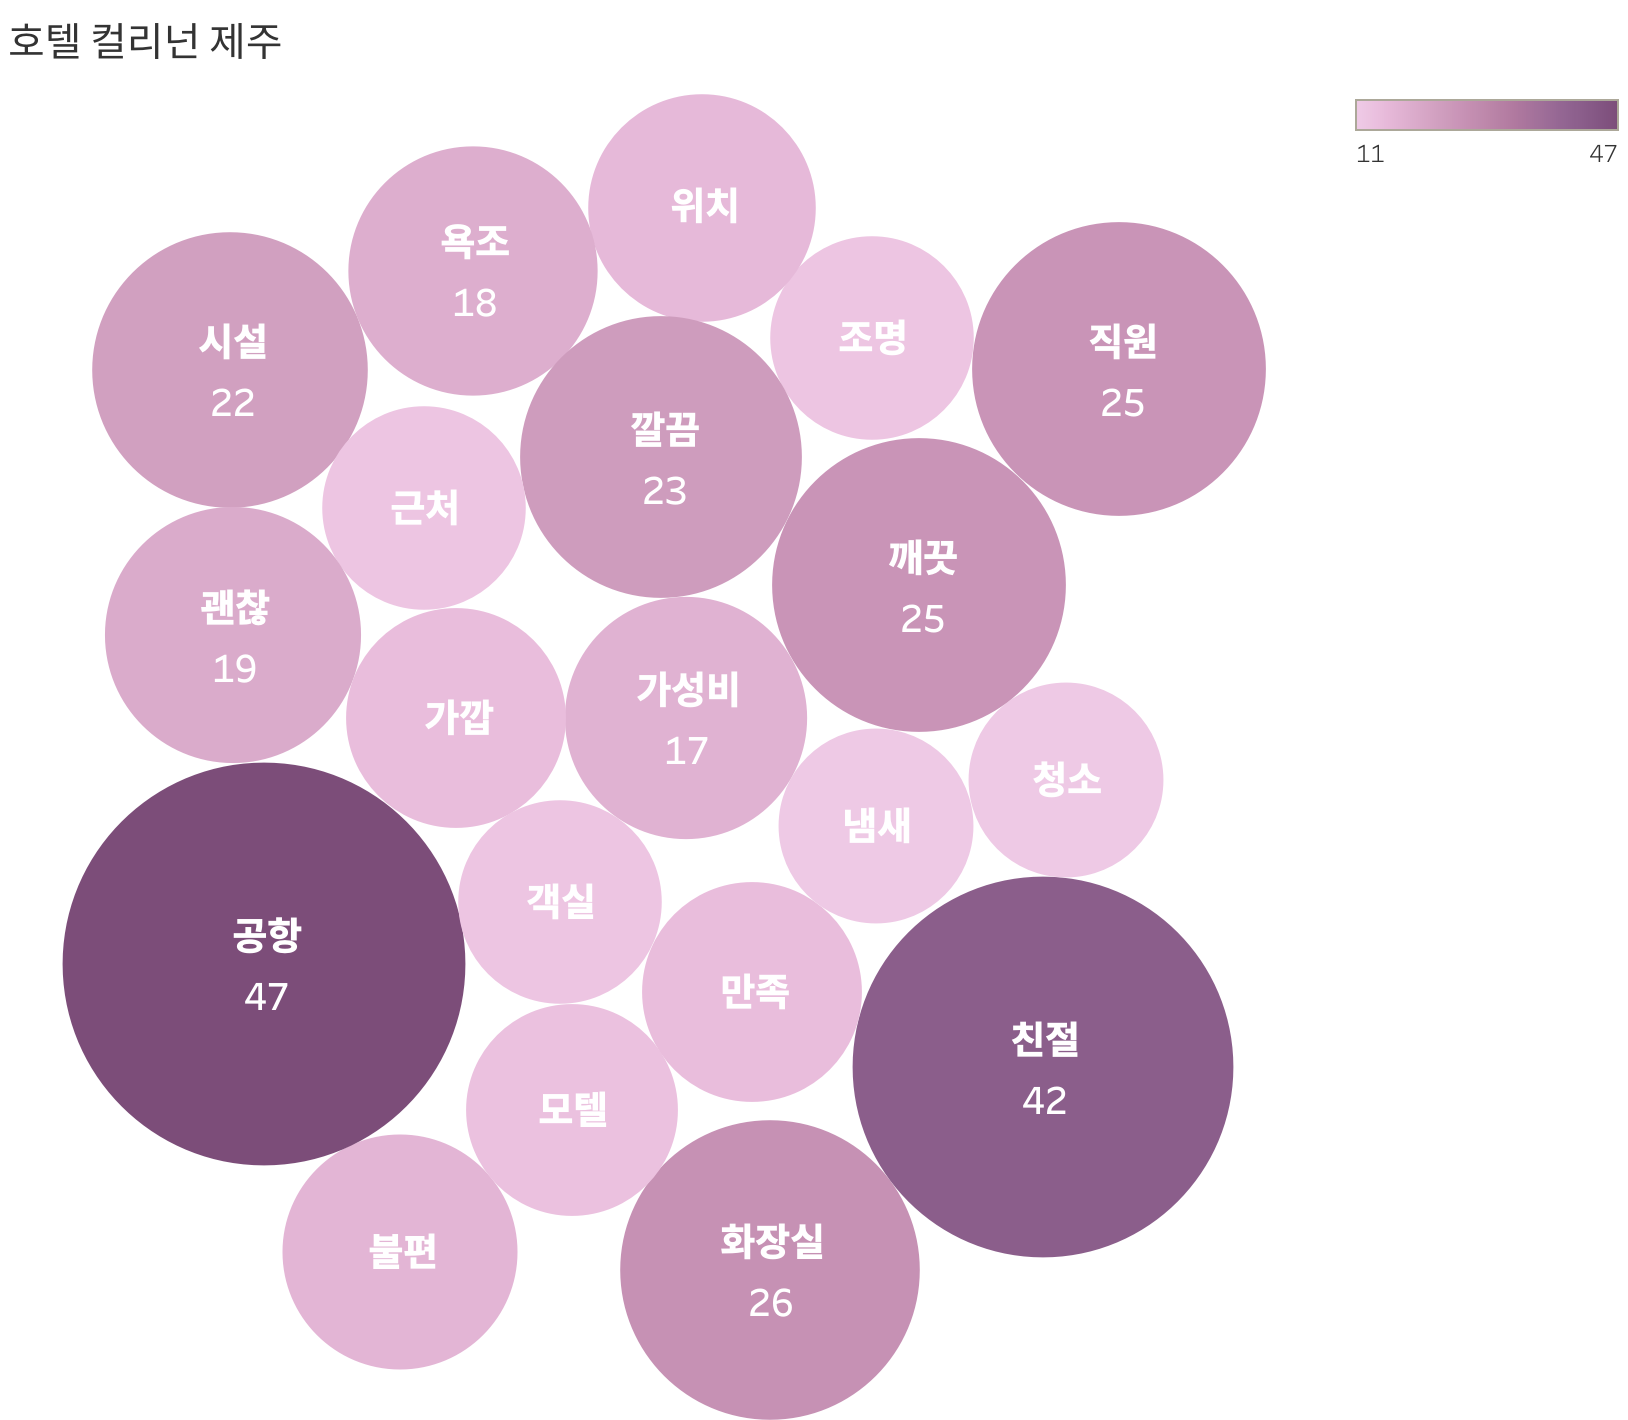 호텔 컬리넌 제주
11
47
위치
욕조
18
시설
22
조명
직원
25
깔끔
23
근처
깨끗
25
괜찮
19
가깝
가성비
17
청소
냄새
객실
공항
47
만족
친절
42
모텔
불편
화장실
26